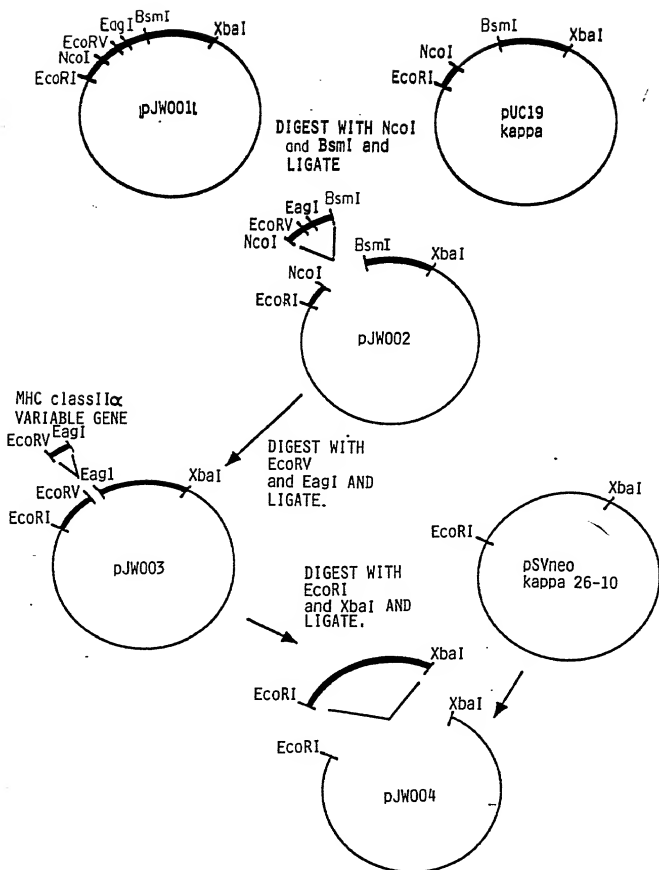 EcoRI
NcoI
EcoRV
EagI
BsmI
XbaI
pJW001l
EcoRI
NcoI
BsmI
XbaI
pUC19
kappa
DIGEST WITH NcoI
and BsmI and
LIGATE
NcoI
EcoRV
EagI
BsmI
EcoRI
NcoI
BsmI
XbaI
pJW002
MHC classIIα
VARIABLE GENE
EcoRV
EagI
EcoRI
EcoRV
Eag1
XbaI
pJW003
DIGEST WITH
EcoRV
and EagI AND
LIGATE.
EcoRI
XbaI
pSVneo
kappa 26-10
DIGEST WITH
EcoRI
and XbaI AND
LIGATE.
EcoRI
XbaI
EcoRI
XbaI
pJW004